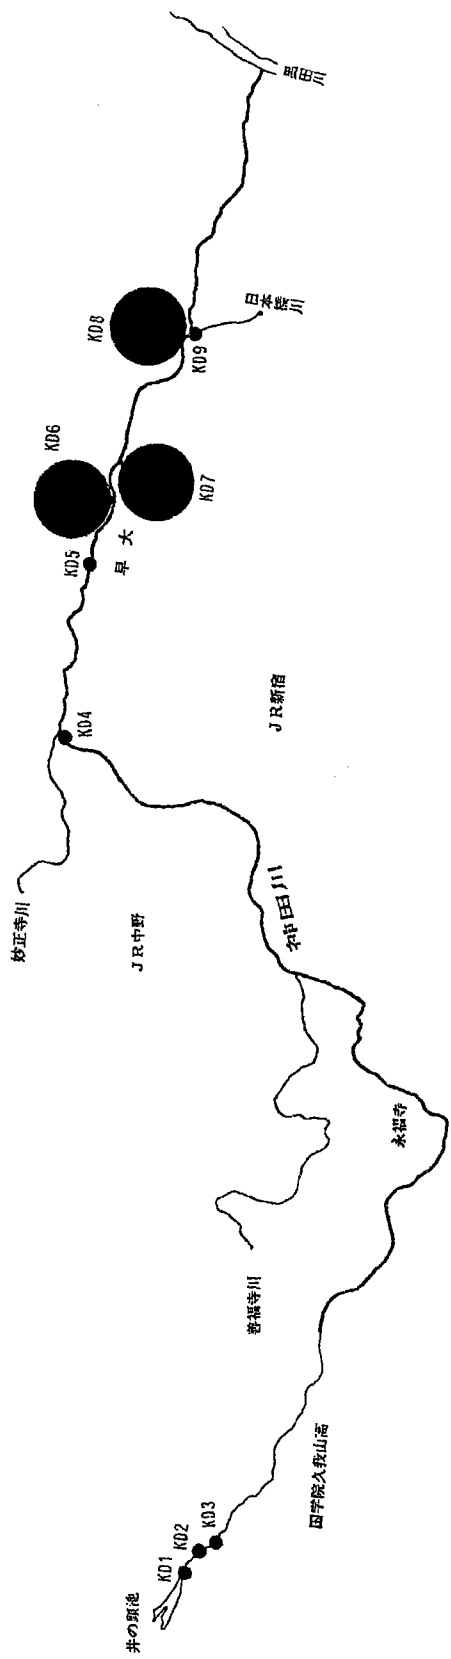 井の頭池
KD1
KD2
KD3
国学院久我山高
善福寺川
永福寺
神田川
JR中野
妙正寺川
KD4
JR新宿
KD5
早大
KD6
KD7
KD8
KD9
日本橋川
隅田川